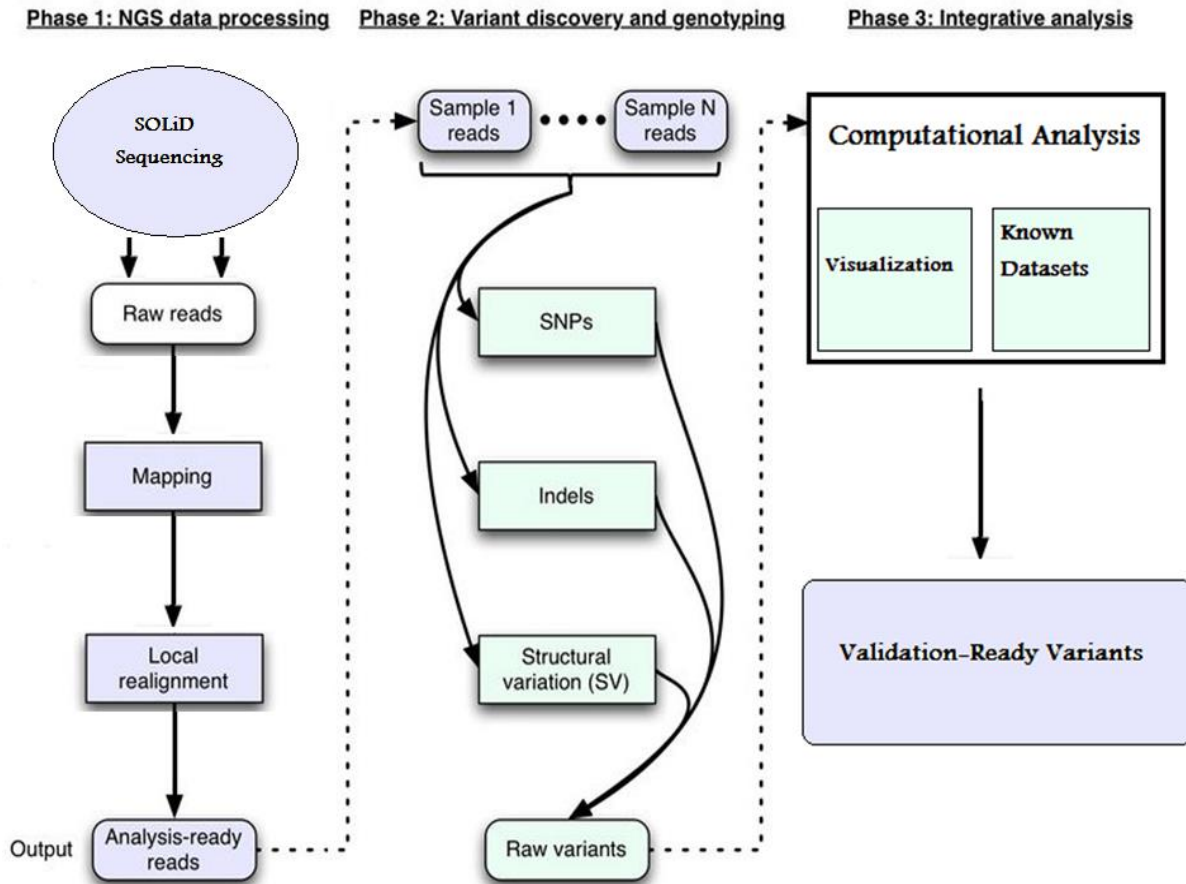 Phase 1: NGS data processing
SOLiD
Sequencing
Raw reads
Mapping
Local
realignment
Output
Analysis-ready
reads
Phase 2: Variant discovery and genotyping
Sample 1
reads
Sample N
reads
SNPs
Indels
Structural
variation (SV)
Raw variants
Phase 3: Integrative analysis
Computational Analysis
Visualization
Known
Datasets
Validation-Ready Variants